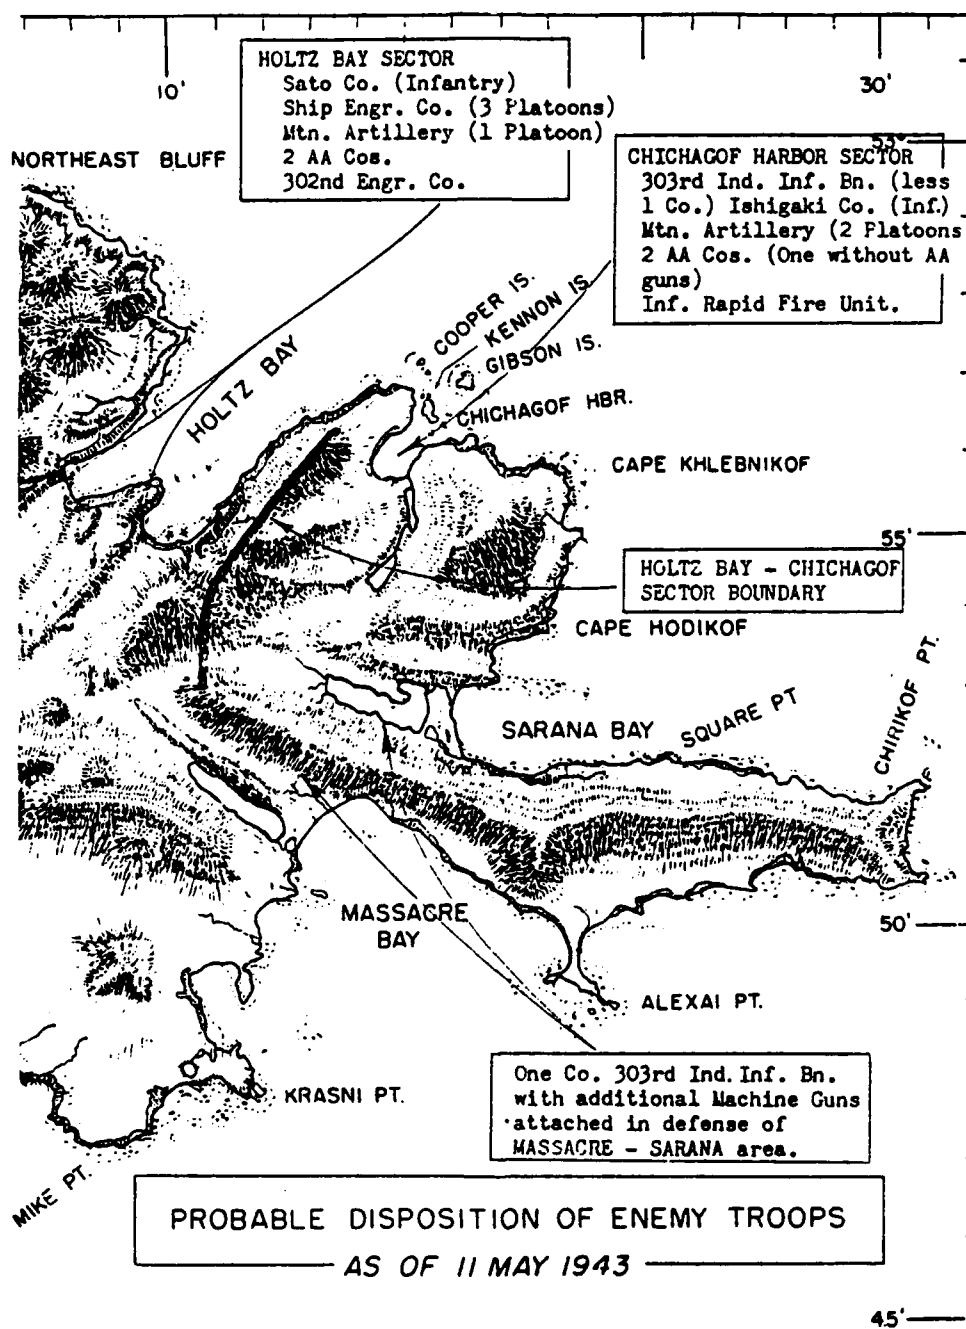 10'
30'
53°
HOLTZ BAY SECTOR
Sato Co. (Infantry)
Ship Engr. Co. (3 Platoons)
Mtn. Artillery (1 Platoon)
2 AA Cos.
302nd Engr. Co.
CHICHAGOF HARBOR SECTOR
303rd Ind. Inf. Bn. (less
1 Co.) Ishigaki Co. (Inf.)
Mtn. Artillery (2 Platoons
2 AA Cos. (One without AA
guns)
Inf. Rapid Fire Unit.
NORTHEAST BLUFF
HOLTZ BAY
COOPER IS.
KENNON IS.
GIBSON IS.
CHICHAGOF HBR.
CAPE KHLEBNIKOF
55'
HOLTZ BAY - CHICHAGOF
SECTOR BOUNDARY
CAPE HODIKOF
SARANA BAY
SQUARE PT
CHIRIKOF PT.
MASSACRE
BAY
50'
ALEXAI PT.
One Co. 303rd Ind. Inf. Bn.
with additional Machine Guns
attached in defense of
MASSACRE - SARANA area.
KRASNI PT.
MIKE PT.
PROBABLE DISPOSITION OF ENEMY TROOPS
AS OF 11 MAY 1943
45'